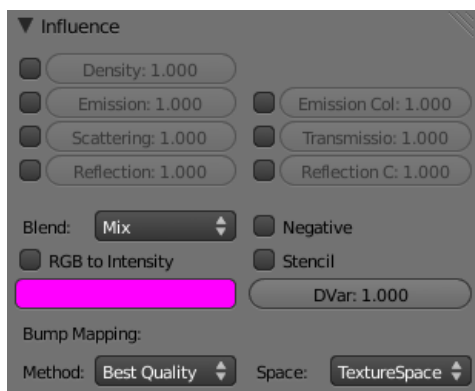 Influence
Density: 1.000
Emission: 1.000 Emission Col: 1.000
Scattering: 1.000 Transmissio: 1.000
Reflection: 1.000 Reflection C: 1.000
Blend: Mix Negative
RGB to Intensity Stencil
DVar: 1.000
Bump Mapping:
Method: Best Quality Space: TextureSpace